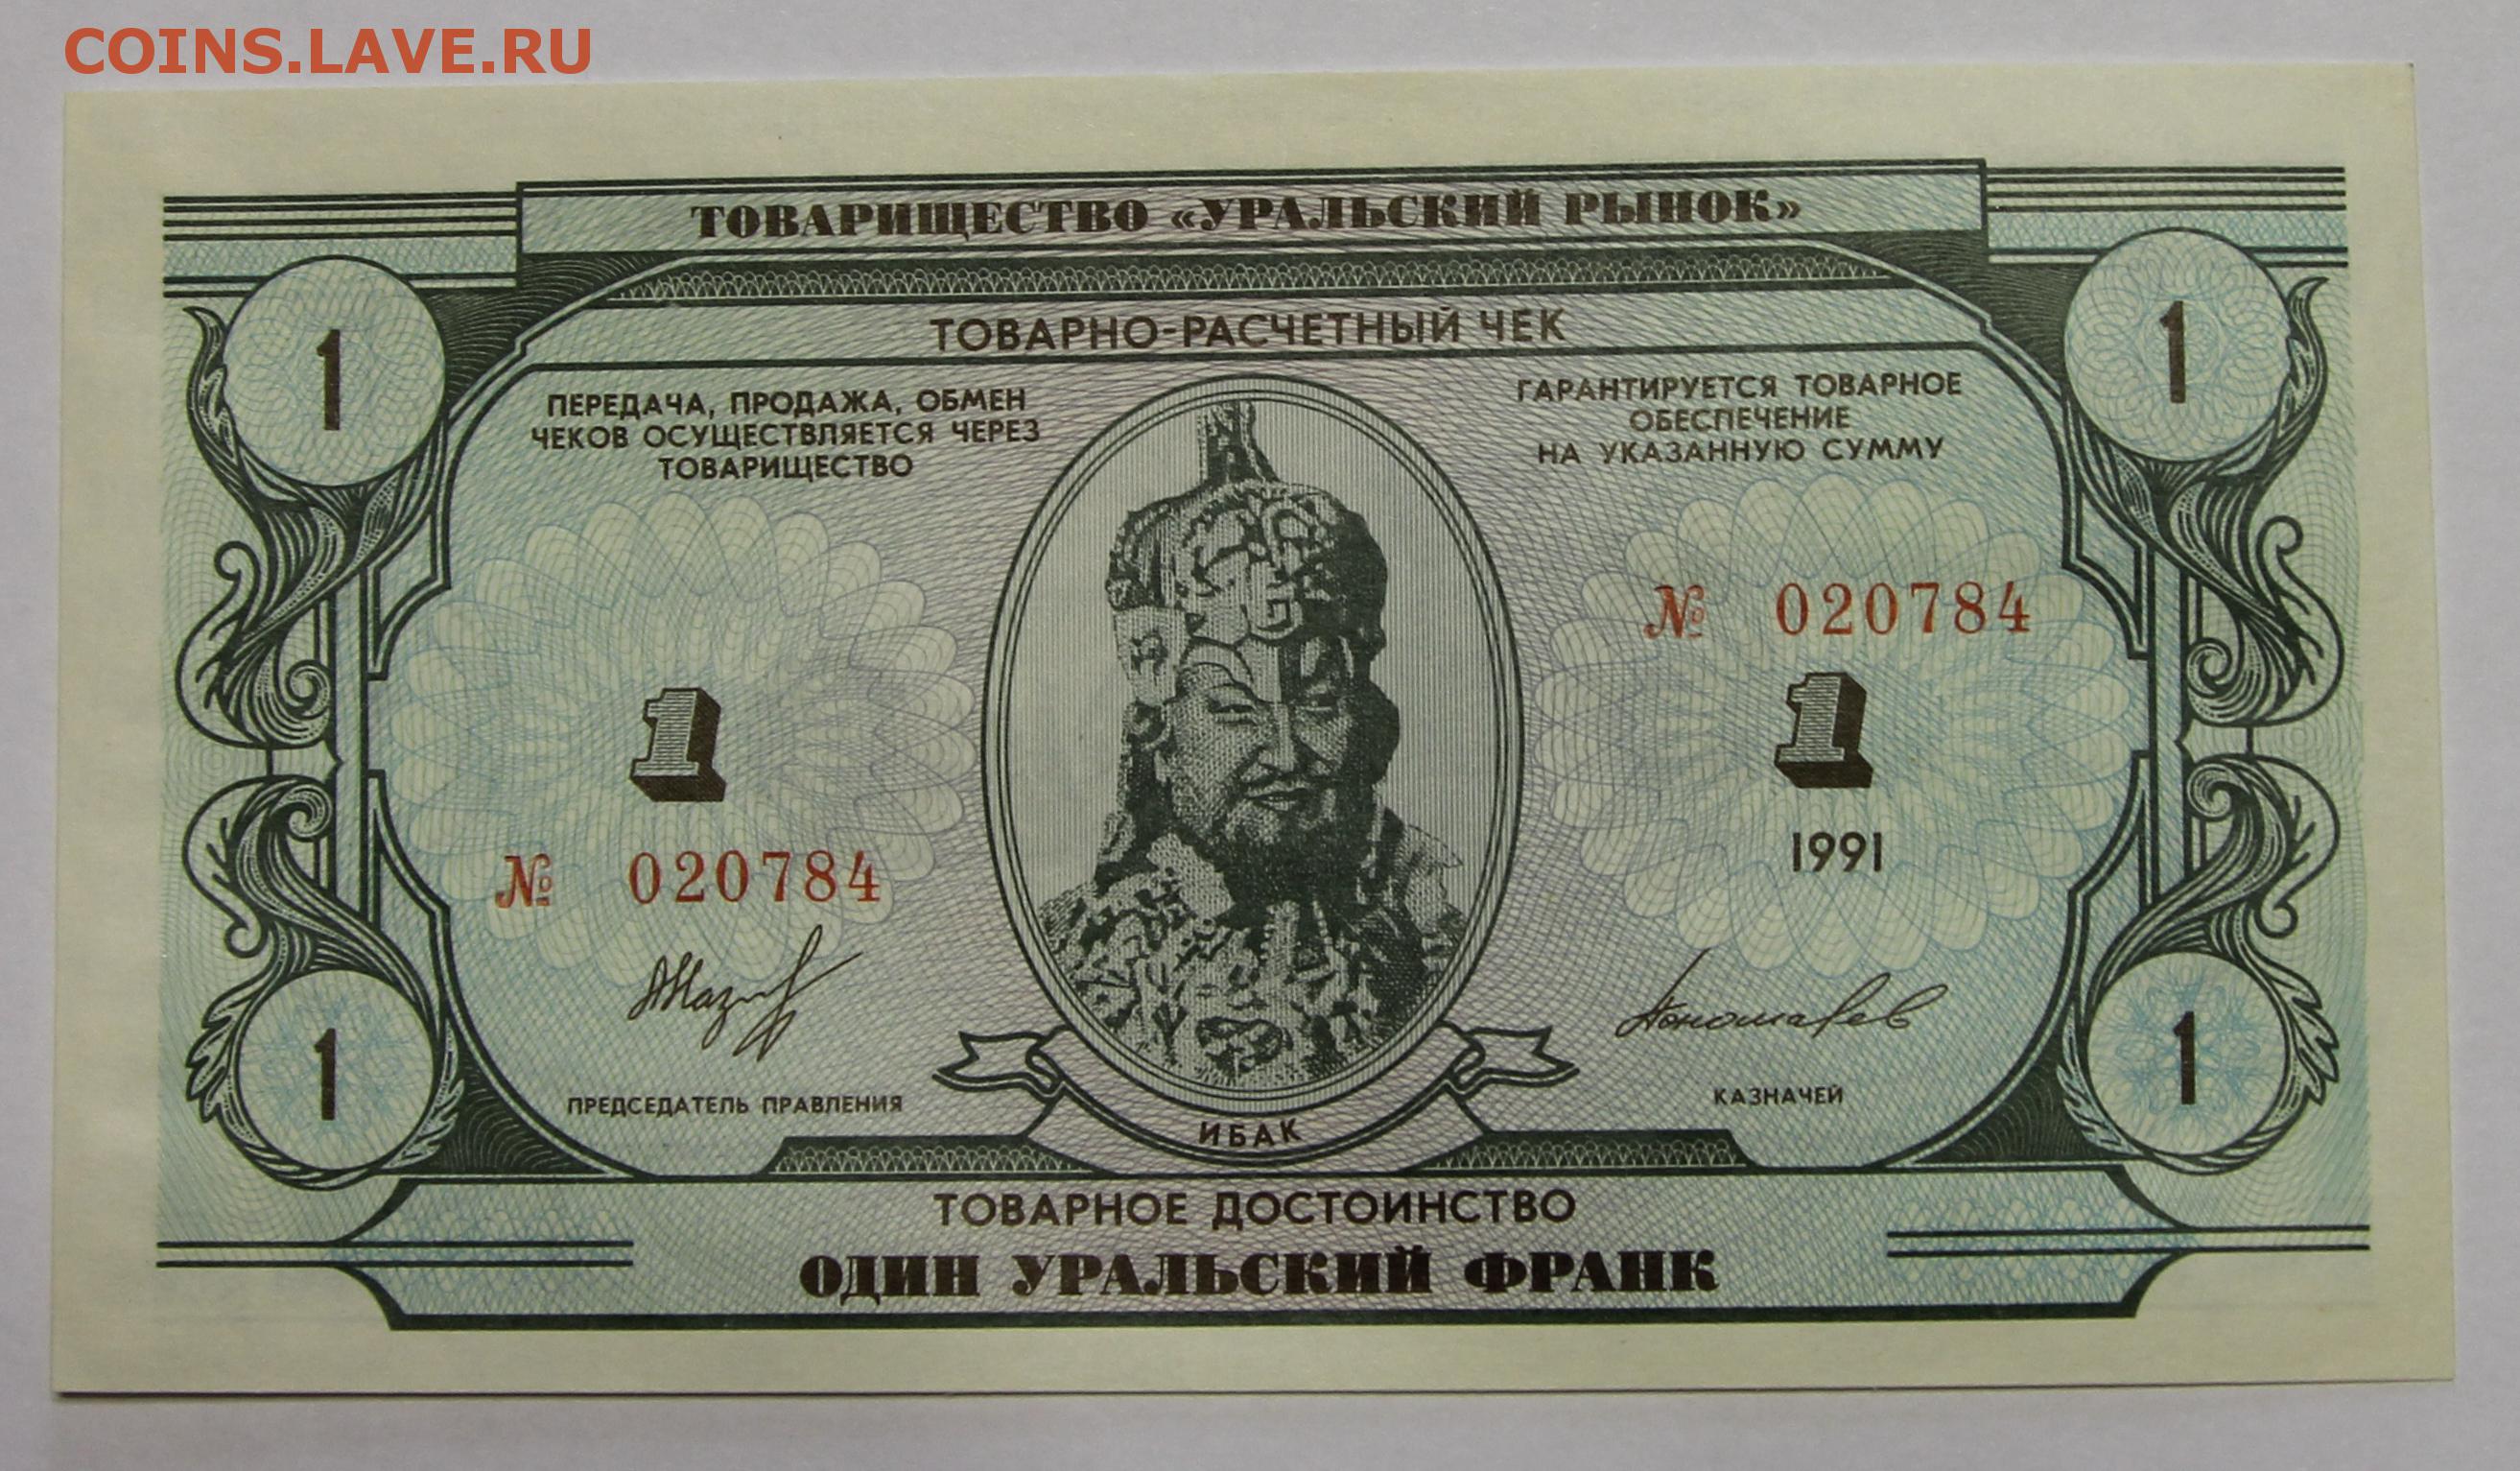 COINS.LAVE.RU
ТОВАРИЩЕСТВО «УРАЛЬСКИЙ РЫНОК»
ТОВАРНО-РАСЧЕТНЫЙ ЧЕК
1
1
ПЕРЕДАЧА, ПРОДАЖА, ОБМЕН
ЧЕКОВ ОСУЩЕСТВЛЯЕТСЯ ЧЕРЕЗ
ТОВАРИЩЕСТВО
ГАРАНТИРУЕТСЯ ТОВАРНОЕ
ОБЕСПЕЧЕНИЕ
НА УКАЗАННУЮ СУММУ
№ 020784
1
1
1991
№ 020784
Пономарев
ПРЕДСЕДАТЕЛЬ ПРАВЛЕНИЯ
КАЗНАЧЕЙ
1
1
ИБАК
ТОВАРНОЕ ДОСТОИНСТВО
ОДИН УРАЛЬСКИЙ ФРАНК